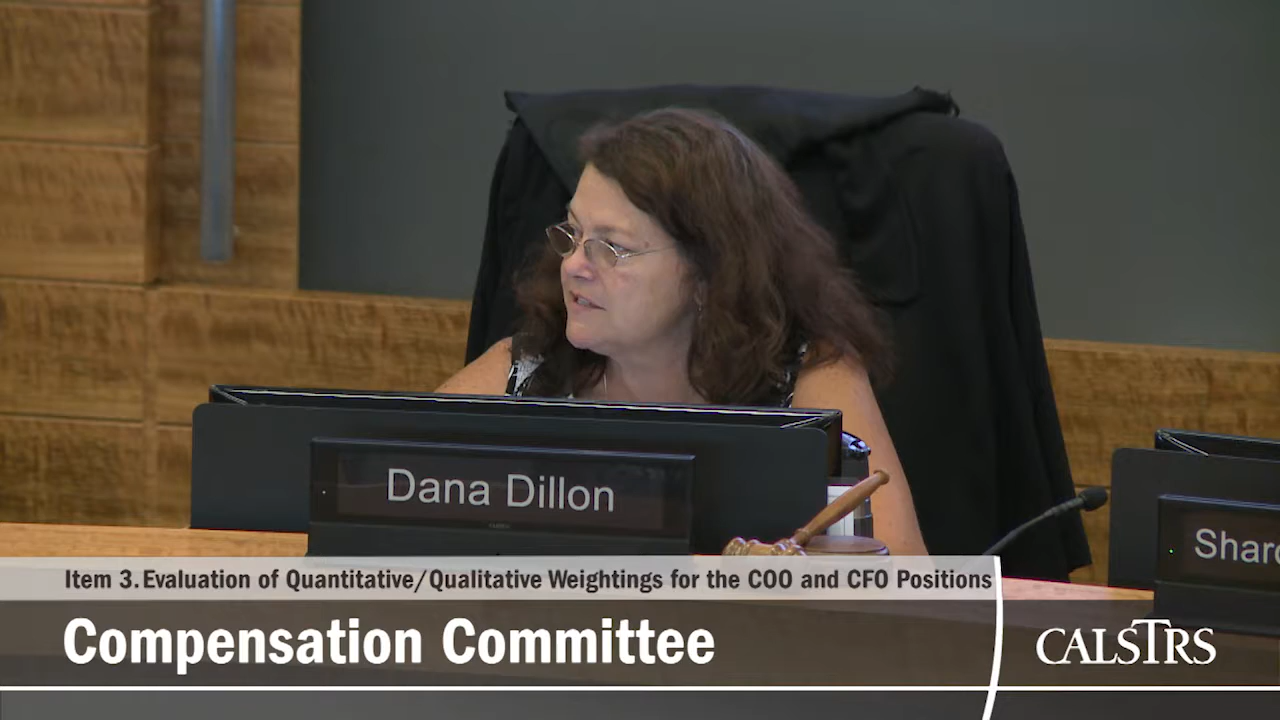 Dana Dillon
Item 3. Evaluation of Quantitative/Qualitative Weightings for the COO and CFO Positions
Compensation Committee
CALSTRS